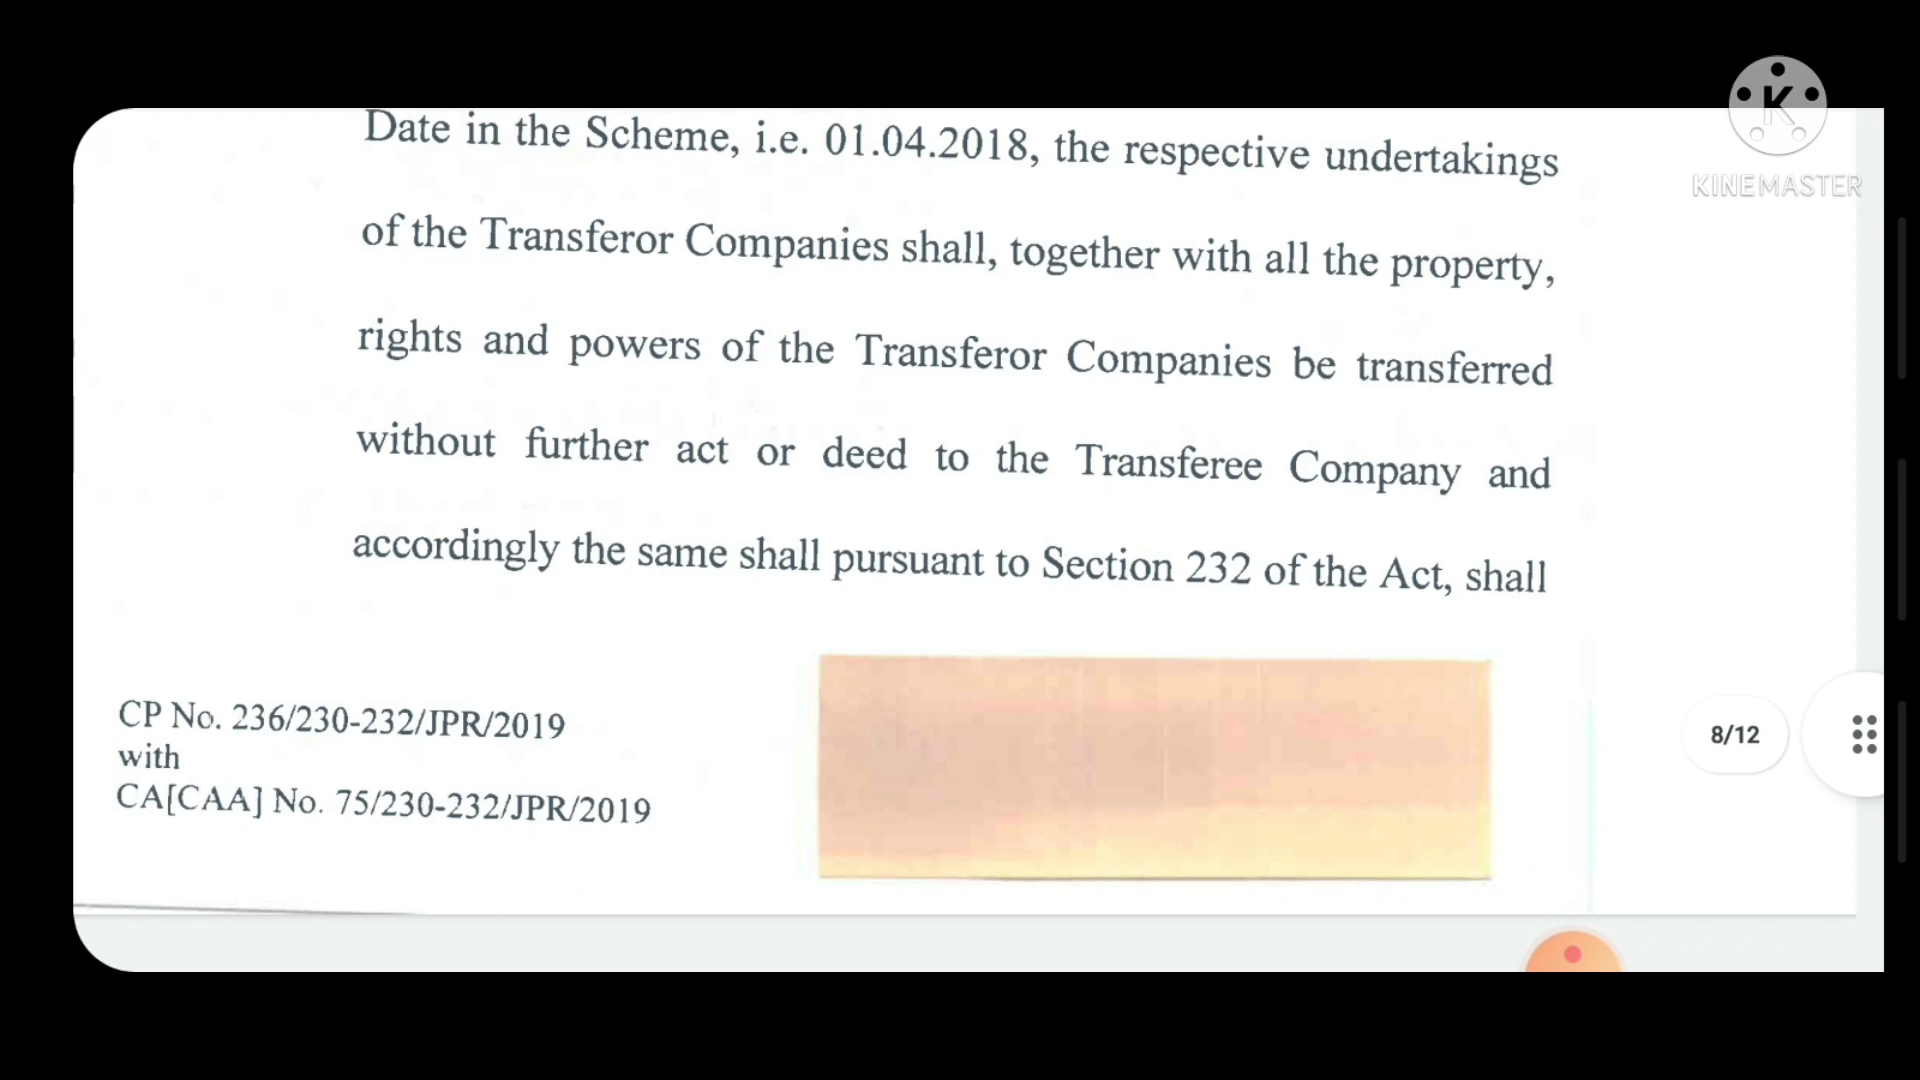 Date in the Scheme, i.e. 01.04.2018, the respective undertakings
of the Transferor Companies shall, together with all the property,
rights and powers of the Transferor Companies be transferred
without further act or deed to the Transferee Company and
accordingly the same shall pursuant to Section 232 of the Act, shall
CP No. 236/230-232/JPR/2019
with
CA[CAA] No. 75/230-232/JPR/2019
8/12
K
KINEMASTER